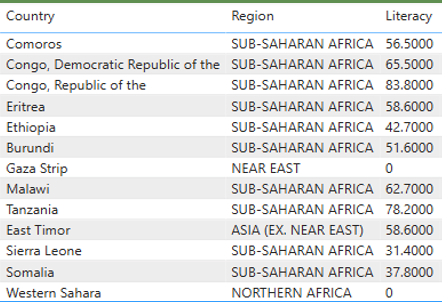 Country Region Literacy
Comoros SUB-SAHARAN AFRICA 56.5000
Congo, Democratic Republic of the SUB-SAHARAN AFRICA 65.5000
Congo, Republic of the SUB-SAHARAN AFRICA 83.8000
Eritrea SUB-SAHARAN AFRICA 58.6000
Ethiopia SUB-SAHARAN AFRICA 42.7000
Burundi SUB-SAHARAN AFRICA 51.6000
Gaza Strip NEAR EAST 0
Malawi SUB-SAHARAN AFRICA 62.7000
Tanzania SUB-SAHARAN AFRICA 78.2000
East Timor ASIA (EX. NEAR EAST) 58.6000
Sierra Leone SUB-SAHARAN AFRICA 31.4000
Somalia SUB-SAHARAN AFRICA 37.8000
Western Sahara NORTHERN AFRICA 0